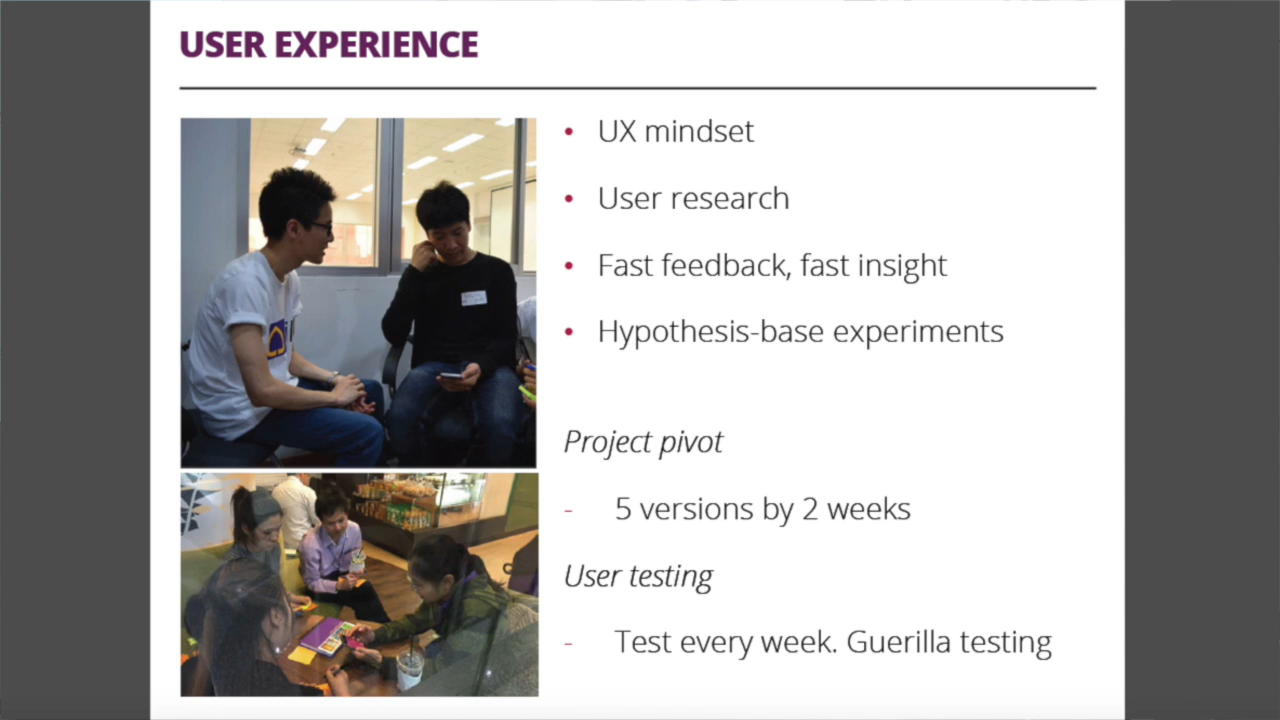 USER EXPERIENCE
• UX mindset
• User research
• Fast feedback, fast insight
• Hypothesis-base experiments
Project pivot
- 5 versions by 2 weeks
User testing
- Test every week. Guerilla testing